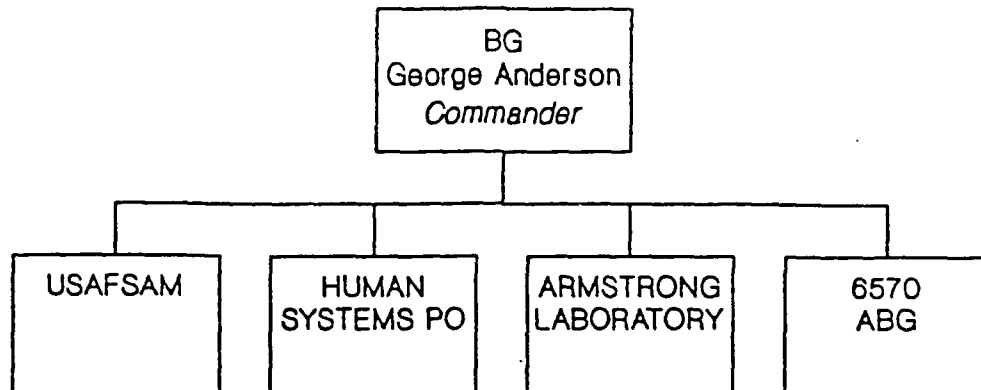 BG
George Anderson
Commander
USAFSAM
HUMAN
SYSTEMS PO
ARMSTRONG
LABORATORY
6570
ABG